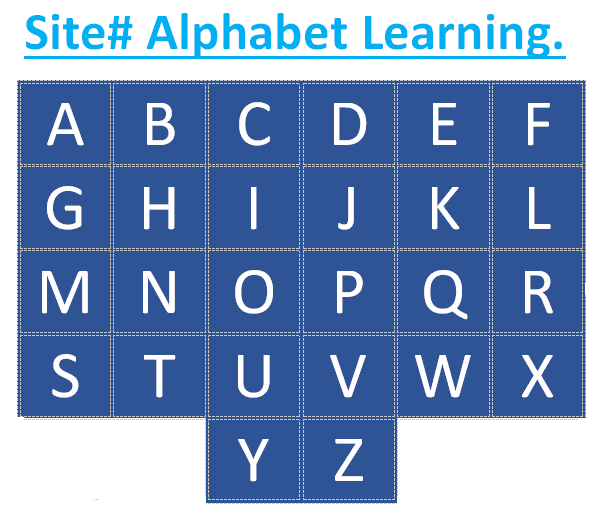 Site# Alphabet Learning.
A B C D E F
G H I J K L
M N O P Q R
S T U V W X
Y Z